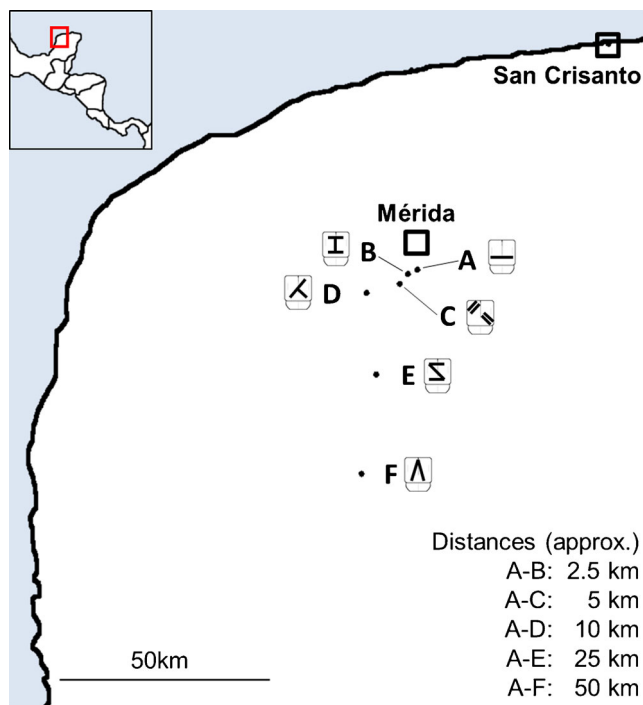 San Crisanto
Mérida
B
A
D
C
E
F
Distances (approx.)
A-B: 2.5 km
A-C: 5 km
A-D: 10 km
A-E: 25 km
A-F: 50 km
50km